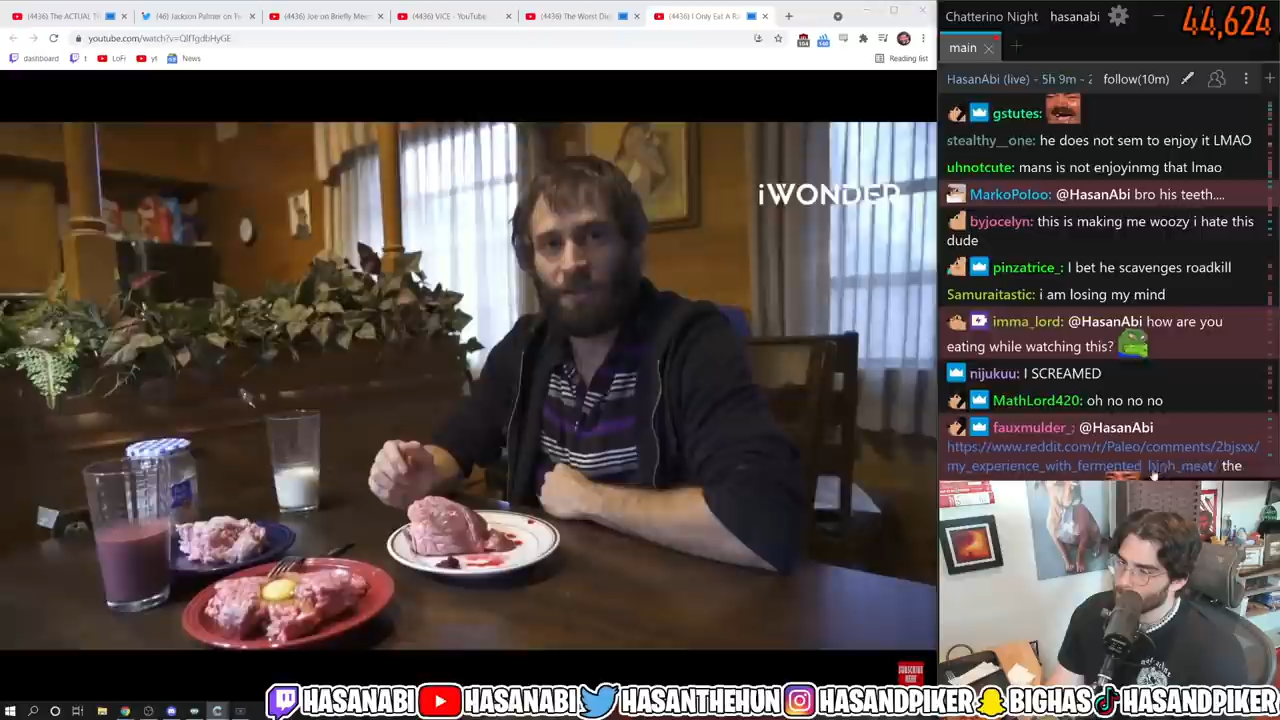 (4436) The ACTUAL T
(46) Jackson Palmer on Tw
(4436) Joe on Briefly Meet
(4436) VICE - YouTube
(4436) The Worst Die
(4436) I Only Eat A Ra
youtube.com/watch?v=QlfTgdbHyGE
dashboard
t
LoFi
yt
News
Reading list
iWONDER
SUBSCRIBE
HERE
Chatterino Night
hasanabi
44,624
main
HasanAbi (live) - 5h 9m - 2
follow(10m)
gstutes:
stealthy__one: he does not sem to enjoy it LMAO
uhnotcute: mans is not enjoyinmg that lmao
MarkoPoloo: @HasanAbi bro his teeth....
byjocelyn: this is making me woozy i hate this
dude
pinzatrice_: I bet he scavenges roadkill
Samuraitastic: i am losing my mind
imma_lord: @HasanAbi how are you
eating while watching this?
nijukuu: I SCREAMED
MathLord420: oh no no no
fauxmulder_: @HasanAbi
https://www.reddit.com/r/Paleo/comments/2bjsxx/
my_experience_with_fermented_high_meat/ the
HASANABI
HASANABI
HASANTHEHUN
HASANDPIKER
BIGHAS
HASANDPIKER